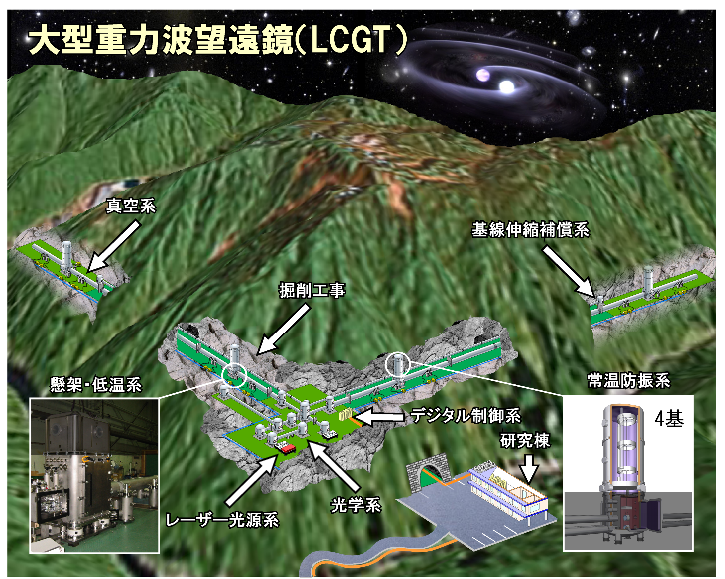 大型重力波望遠鏡(LCGT)
真空系
基線伸縮補償系
掘削工事
懸架・低温系
常温防振系
4基
デジタル制御系
研究棟
光学系
レーザー光源系